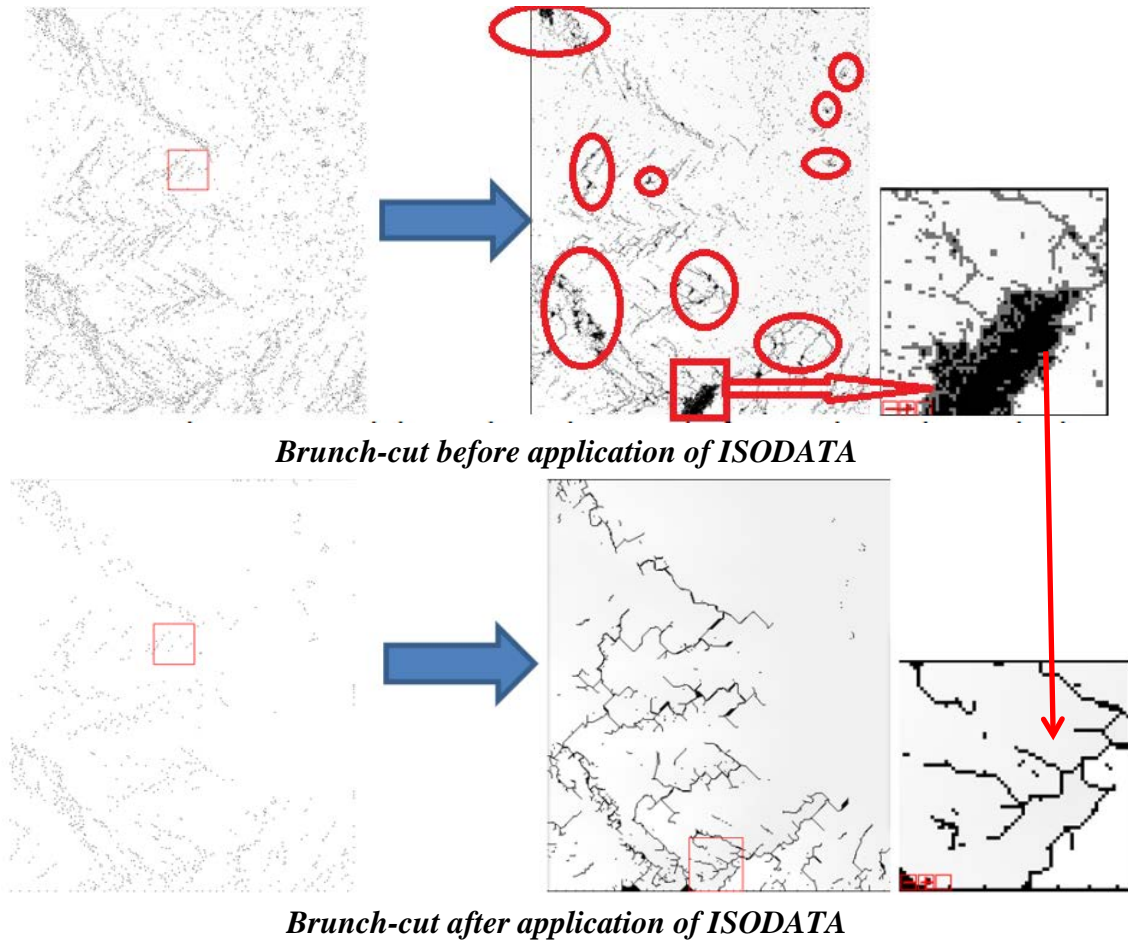 Brunch-cut before application of ISODATA
Brunch-cut after application of ISODATA